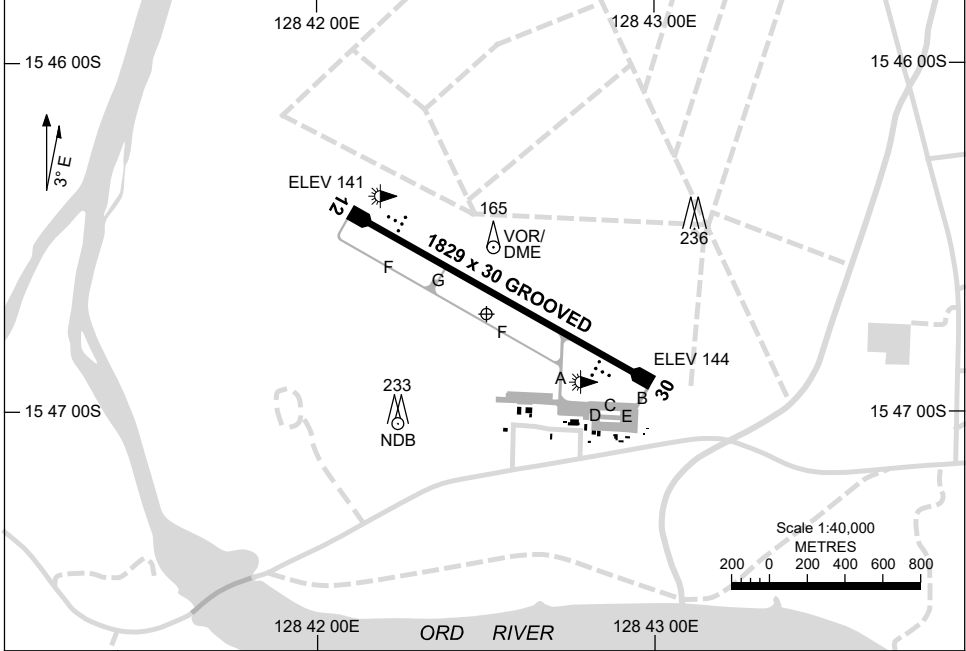 128 42 00E
128 43 00E
15 46 00S
15 46 00S
3° E
ELEV 141
12
165
VOR/
DME
236
1829 x 30 GROOVED
F
G
F
ELEV 144
30
A
B
C
D
E
233
NDB
15 47 00S
15 47 00S
Scale 1:40,000
METRES
200 0 200 400 600 800
128 42 00E
ORD RIVER
128 43 00E